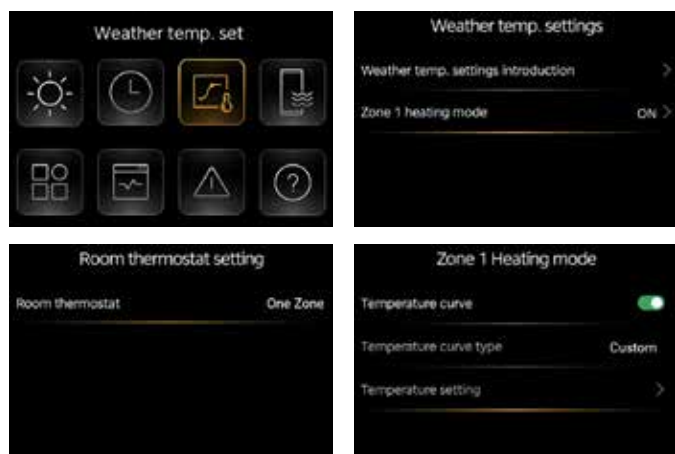 Weather temp. set
Weather temp. settings
Weather temp. settings introduction
Zone 1 heating mode ON
Room thermostat setting
Room thermostat One Zone
Zone 1 Heating mode
Temperature curve
Temperature curve type Custom
Temperature setting